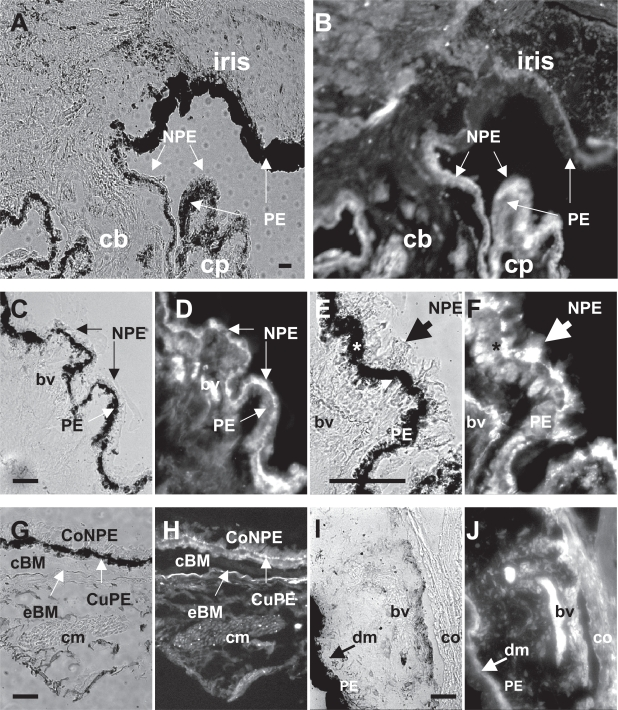 A
iris
NPE
PE
cb
cp
B
iris
NPE
PE
cb
cp
C
NPE
bv
PE
D
NPE
bv
PE
E
NPE
*
bv
PE
F
NPE
*
bv
PE
G
CoNPE
cBM
eBM
CuPE
cm
H
CoNPE
cBM
eBM
CuPE
cm
I
bv
dm
co
PE
J
bv
dm
co
PE